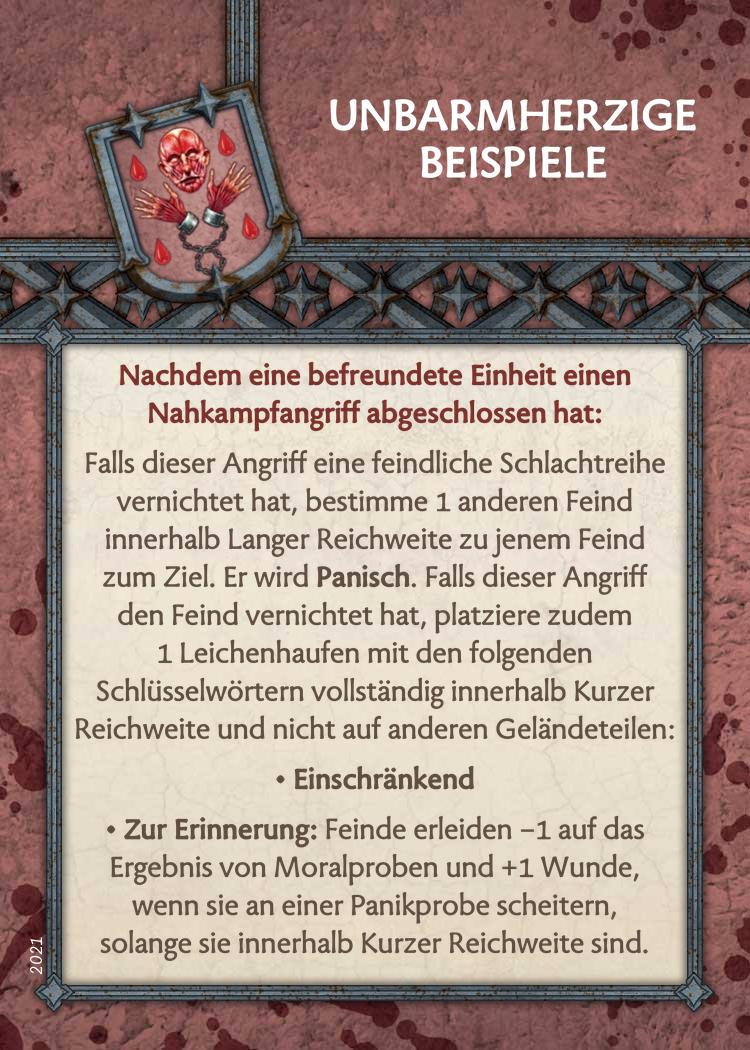 UNBARMHERZIGE
BEISPIELE
Nachdem eine befreundete Einheit einen
Nahkampfangriff abgeschlossen hat:
Falls dieser Angriff eine feindliche Schlachtreihe
vernichtet hat, bestimme 1 anderen Feind
innerhalb Langer Reichweite zu jenem Feind
zum Ziel. Er wird Panisch. Falls dieser Angriff
den Feind vernichtet hat, platziere zudem
1 Leichenhaufen mit den folgenden
Schlüsselwörtern vollständig innerhalb Kurzer
Reichweite und nicht auf anderen Geländeteilen:
• Einschränkend
• Zur Erinnerung: Feinde erleiden –1 auf das
Ergebnis von Moralproben und +1 Wunde,
wenn sie an einer Panikprobe scheitern,
solange sie innerhalb Kurzer Reichweite sind.
2021